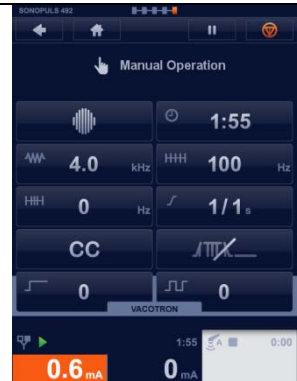 SONOPULS 492
Manual Operation
1:55
4.0 kHz 100 Hz
0 Hz 1/1 s
CC
0 0
VACOTRON
1:55 A 0:00
0.6 mA 0 mA